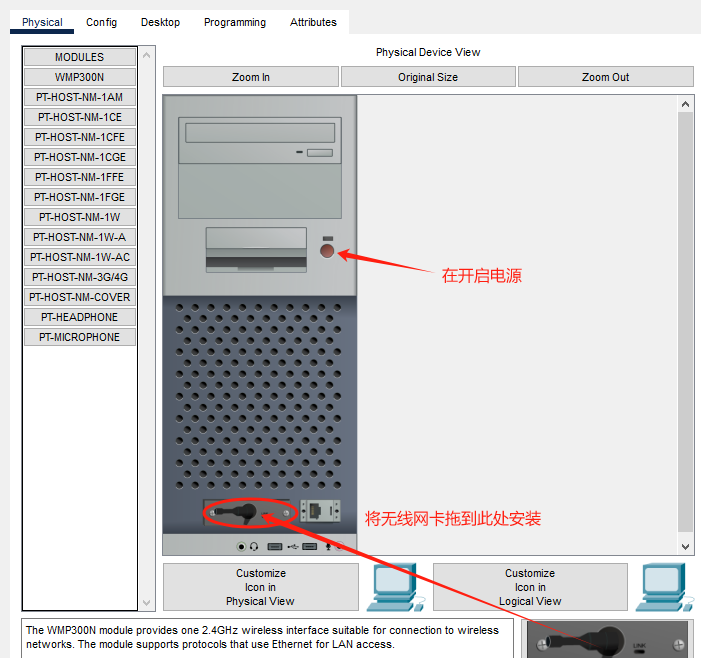 Physical
Config
Desktop
Programming
Attributes
MODULES
WMP300N
PT-HOST-NM-1AM
PT-HOST-NM-1CE
PT-HOST-NM-1CFE
PT-HOST-NM-1CGE
PT-HOST-NM-1FFE
PT-HOST-NM-1FGE
PT-HOST-NM-1W
PT-HOST-NM-1W-A
PT-HOST-NM-1W-AC
PT-HOST-NM-3G/4G
PT-HOST-NM-COVER
PT-HEADPHONE
PT-MICROPHONE
Physical Device View
Zoom In
Original Size
Zoom Out
在开启电源
将无线网卡拖到此处安装
Customize
Icon in
Physical View
Customize
Icon in
Logical View
The WMP300N module provides one 2.4GHz wireless interface suitable for connection to wireless
networks. The module supports protocols that use Ethernet for LAN access.
LINK